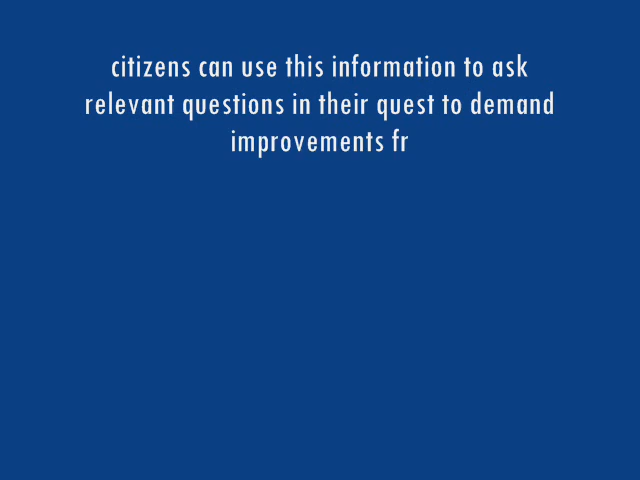 citizens can use this information to ask
relevant questions in their quest to demand
improvements fr